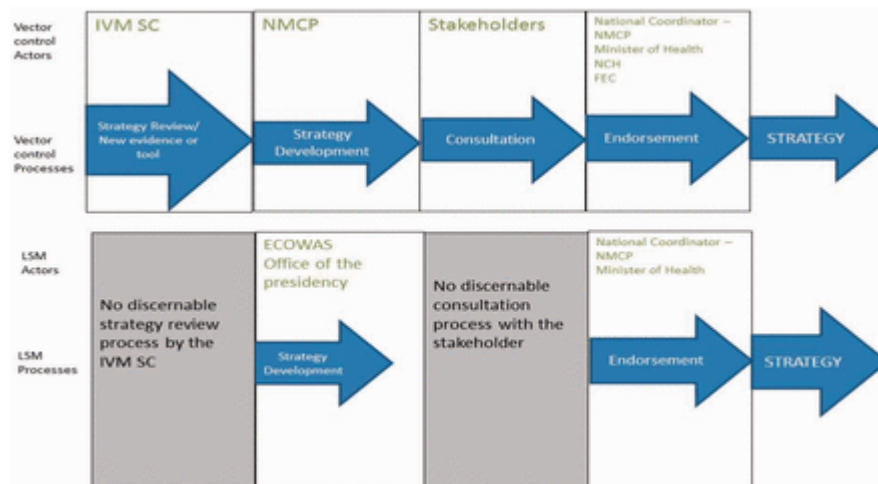 Vector
control
Actors
IVM SC
NMCP
Stakeholders
National Coordinator –
NMCP
Minister of Health
NCH
FEC
Vector
control
Processes
Strategy Review/
New evidence or
tool
Strategy
Development
Consultation
Endorsement
STRATEGY
LSM
Actors
No discernable
strategy review
process by the
IVM SC
ECOWAS
Office of the
presidency
No discernable
consultation
process with the
stakeholder
National Coordinator –
NMCP
Minister of Health
LSM
Processes
Strategy
Development
Endorsement
STRATEGY